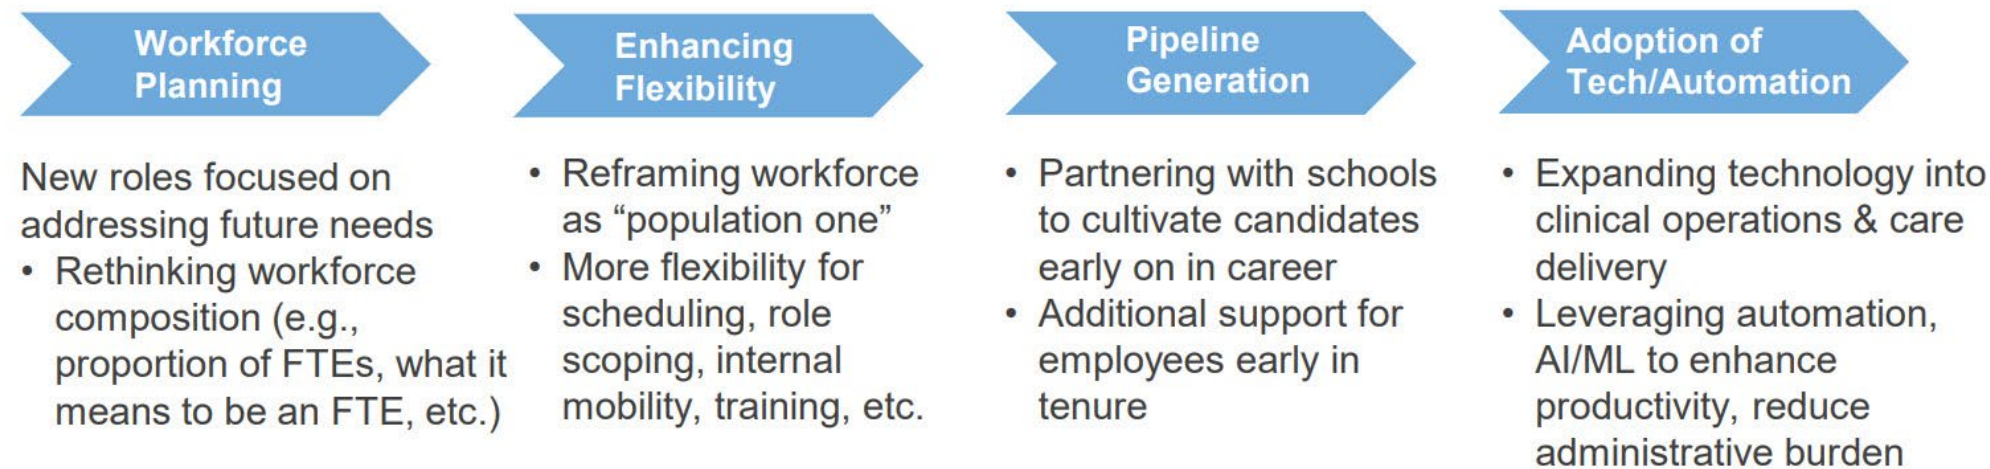 Workforce
Planning
New roles focused on
addressing future needs
• Rethinking workforce
composition (e.g.,
proportion of FTEs, what it
means to be an FTE, etc.)
Enhancing
Flexibility
• Reframing workforce
as “population one”
• More flexibility for
scheduling, role
scoping, internal
mobility, training, etc.
Pipeline
Generation
• Partnering with schools
to cultivate candidates
early on in career
• Additional support for
employees early in
tenure
Adoption of
Tech/Automation
• Expanding technology into
clinical operations & care
delivery
• Leveraging automation,
AI/ML to enhance
productivity, reduce
administrative burden